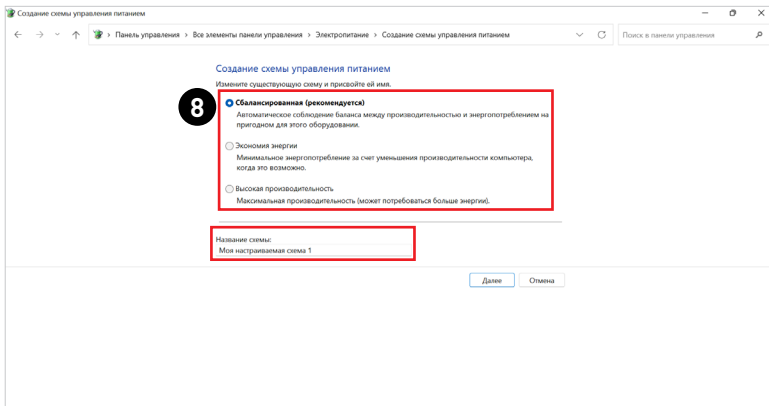 Создание схемы управления питанием
Панель управления > Все элементы панели управления > Электропитание > Создание схемы управления питанием
Поиск в панели управления
Создание схемы управления питанием
Измените существующую схему и присвойте ей имя.
8
Сбалансированная (рекомендуется)
Автоматическое соблюдение баланса между производительностью и энергопотреблением на
пригодном для этого оборудовании.
Экономия энергии
Минимальное энергопотребление за счет уменьшения производительности компьютера,
когда это возможно.
Высокая производительность
Максимальная производительность (может потребоваться больше энергии).
Название схемы:
Моя настраиваемая схема 1
Далее
Отмена